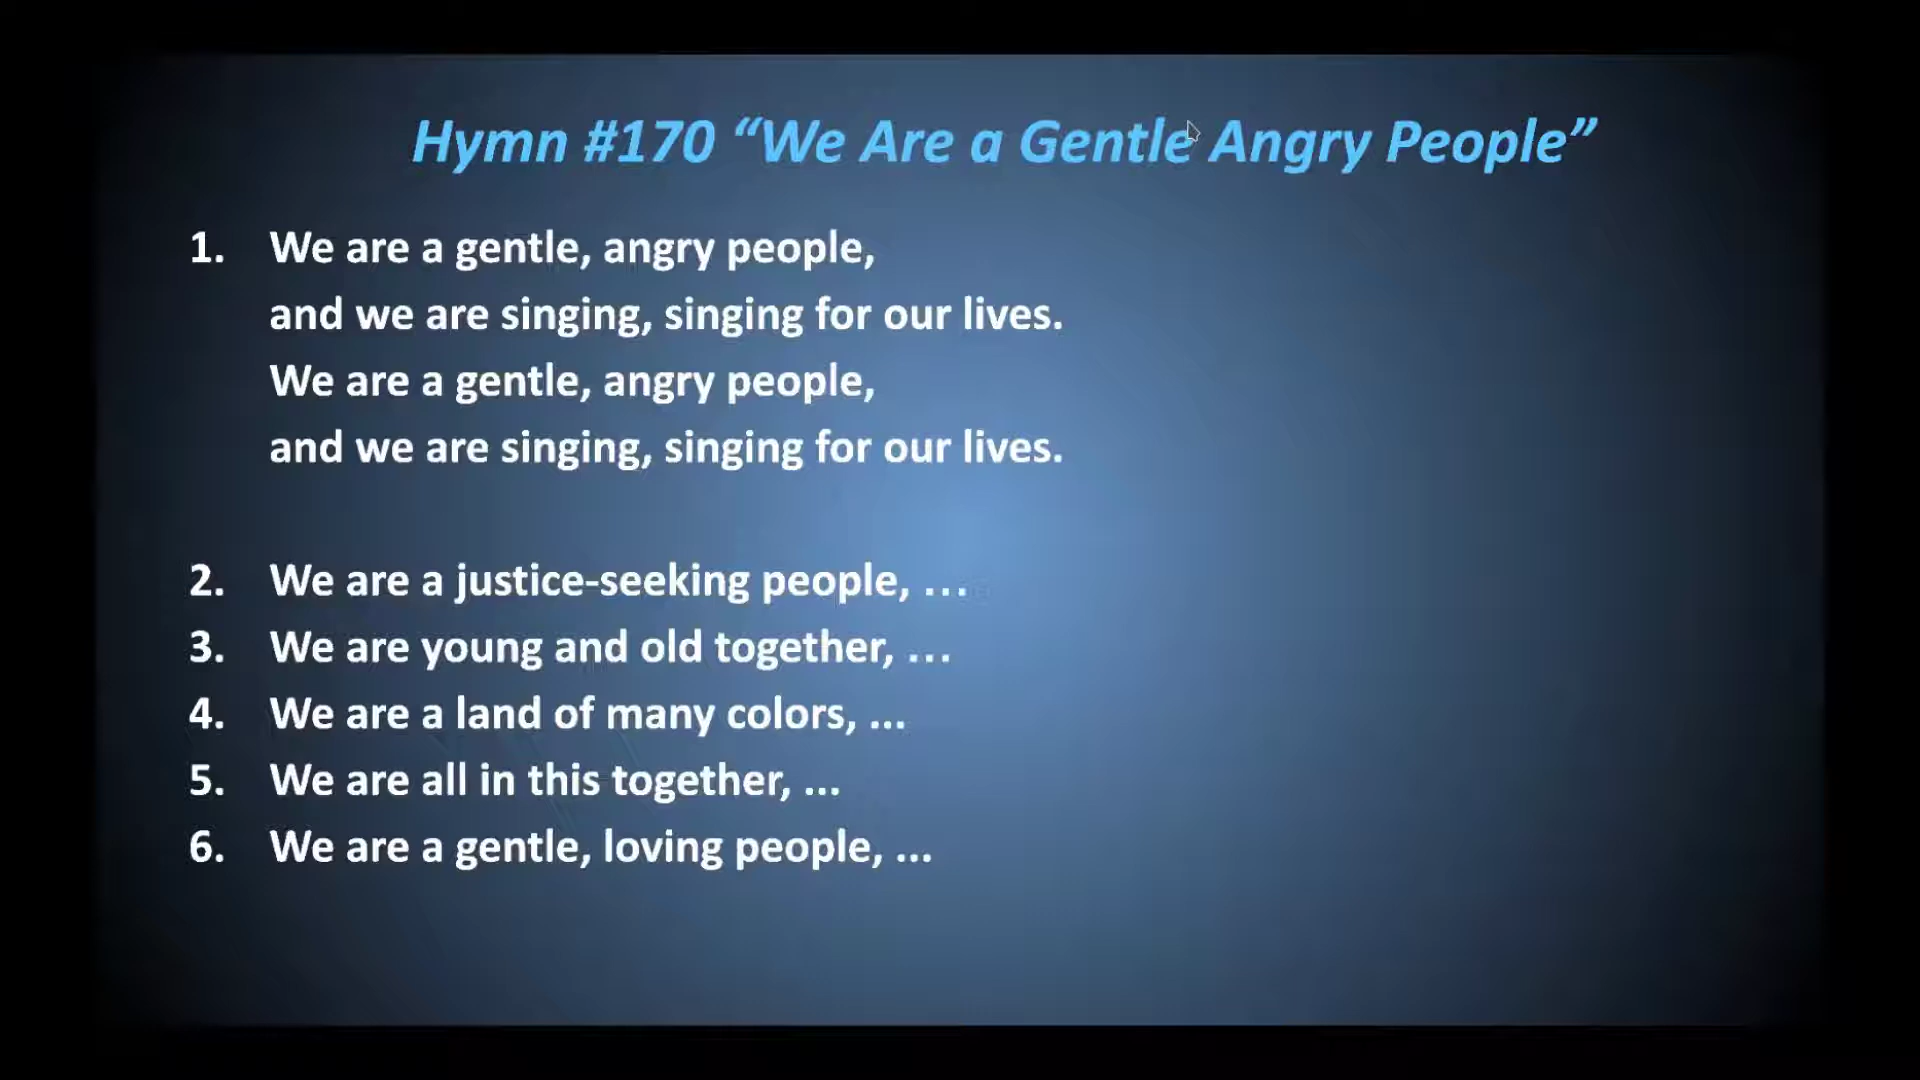 Hymn #170 “We Are a Gentle Angry People”
1. We are a gentle, angry people,
and we are singing, singing for our lives.
We are a gentle, angry people,
and we are singing, singing for our lives.
2. We are a justice-seeking people, …
3. We are young and old together, …
4. We are a land of many colors, ...
5. We are all in this together, ...
6. We are a gentle, loving people, ...